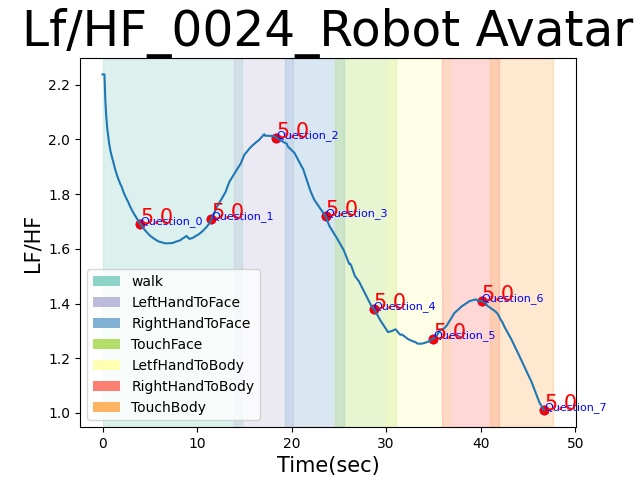 Lf/HF_0024_Robot Avatar
LF/HF
2.2
2.0
1.8
1.6
1.4
1.2
1.0
5.0
Question_0
5.0
Question_1
5.0
Question_2
5.0
Question_3
5.0
Question_4
5.0
Question_5
5.0
Question_6
5.0
Question_7
walk
LeftHandToFace
RightHandToFace
TouchFace
LetfHandToBody
RightHandToBody
TouchBody
0 10 20 30 40 50
Time(sec)